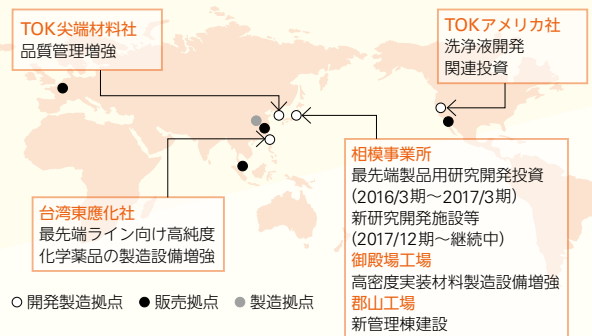 TOK尖端材料社
品質管理増強
TOKアメリカ社
洗浄液開発
関連投資
相模事業所
最先端製品用研究開発投資
(2016/3期～2017/3期)
新研究開発施設等
(2017/12期～継続中)
御殿場工場
高密度実装材料製造設備増強
郡山工場
新管理棟建設
台湾東應化社
最先端ライン向け高純度
化学薬品の製造設備増強
開発製造拠点 販売拠点 製造拠点